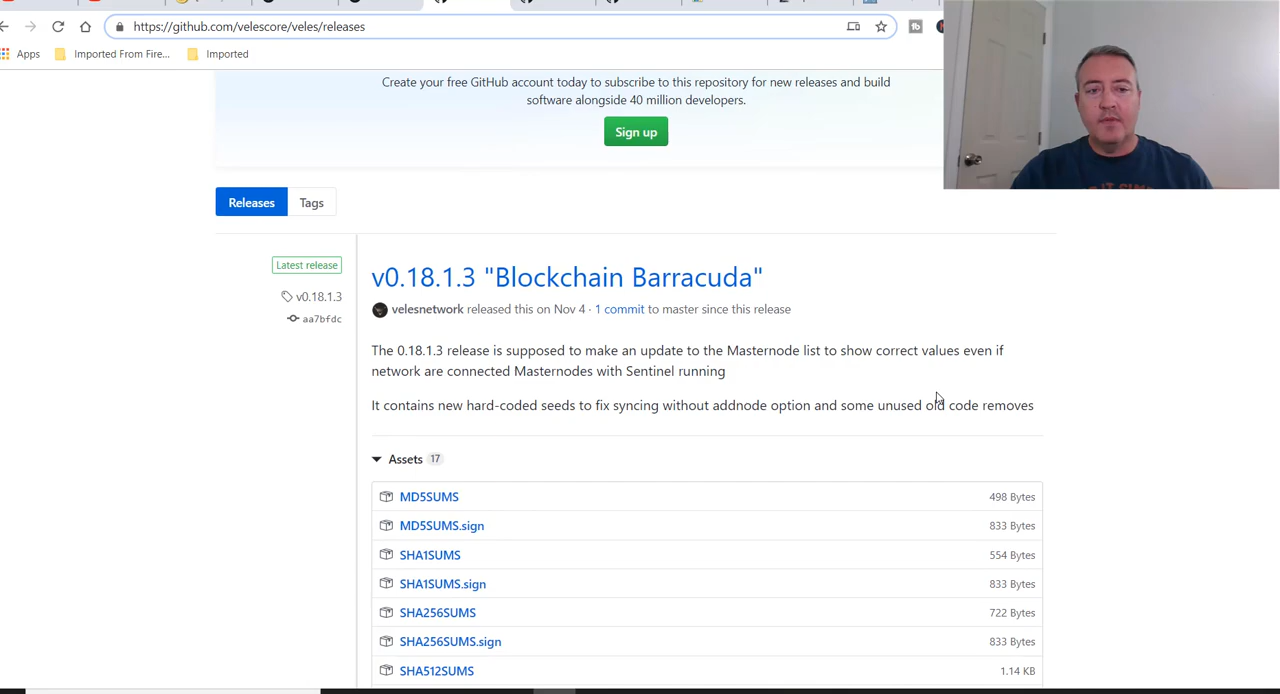 https://github.com/velescore/veles/releases
Apps
Imported From Fire...
Imported
Create your free GitHub account today to subscribe to this repository for new releases and build
software alongside 40 million developers.
Sign up
Releases
Tags
Latest release
v0.18.1.3
aa7bfdc
v0.18.1.3 "Blockchain Barracuda"
velesnetwork released this on Nov 4 · 1 commit to master since this release
The 0.18.1.3 release is supposed to make an update to the Masternode list to show correct values even if
network are connected Masternodes with Sentinel running
It contains new hard-coded seeds to fix syncing without addnode option and some unused old code removes
Assets 17
MD5SUMS 498 Bytes
MD5SUMS.sign 833 Bytes
SHA1SUMS 554 Bytes
SHA1SUMS.sign 833 Bytes
SHA256SUMS 722 Bytes
SHA256SUMS.sign 833 Bytes
SHA512SUMS 1.14 KB